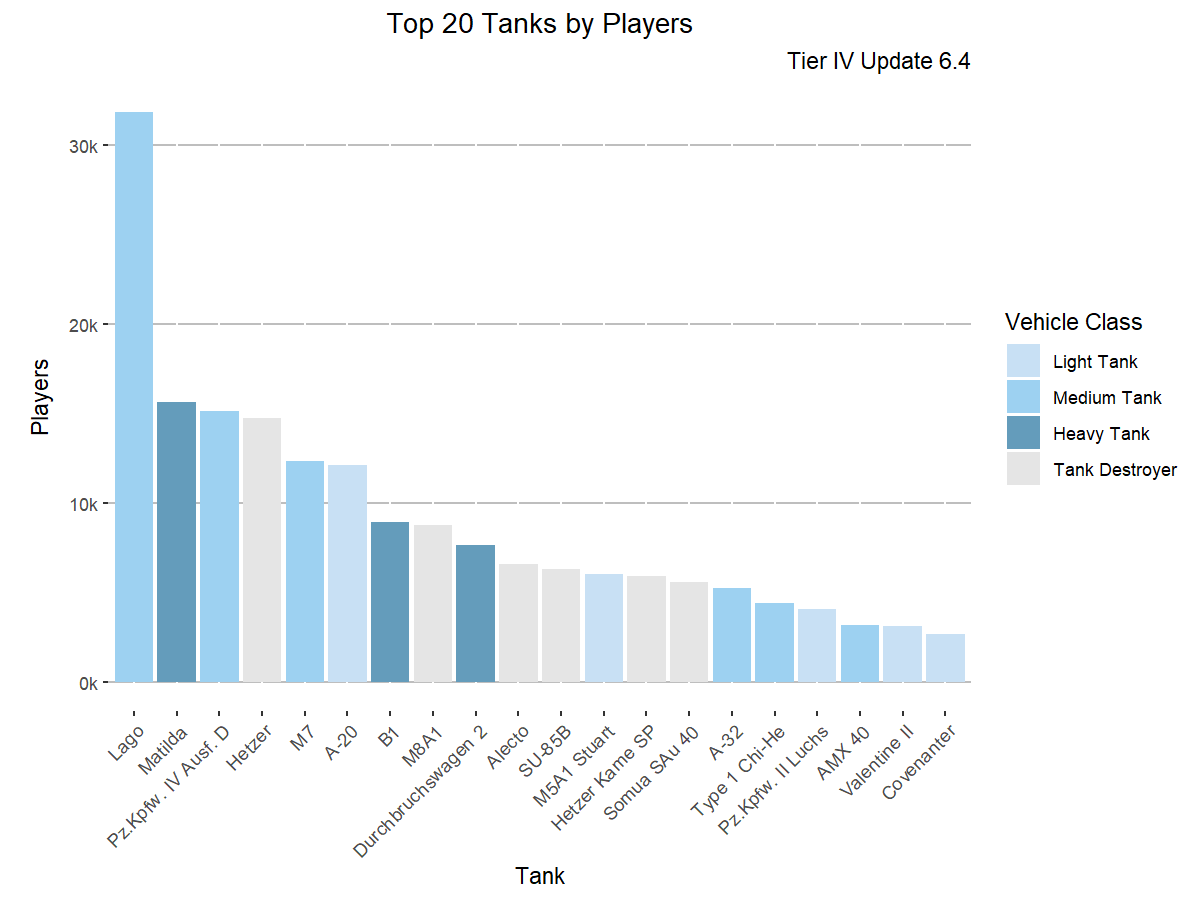 Top 20 Tanks by Players
Tier IV Update 6.4
30k
20k
10k
0k
Players
Lago
Matilda
Pz.Kpfw. IV Ausf. D
Hetzer
M7
A-20
B1
M8A1
Durchbruchswagen 2
Alecto
SU-85B
M5A1 Stuart
Hetzer Kame SP
Somua SAu 40
A-32
Type 1 Chi-He
Pz.Kpfw. II Luchs
AMX 40
Valentine II
Covenanter
Tank
Vehicle Class
Light Tank
Medium Tank
Heavy Tank
Tank Destroyer